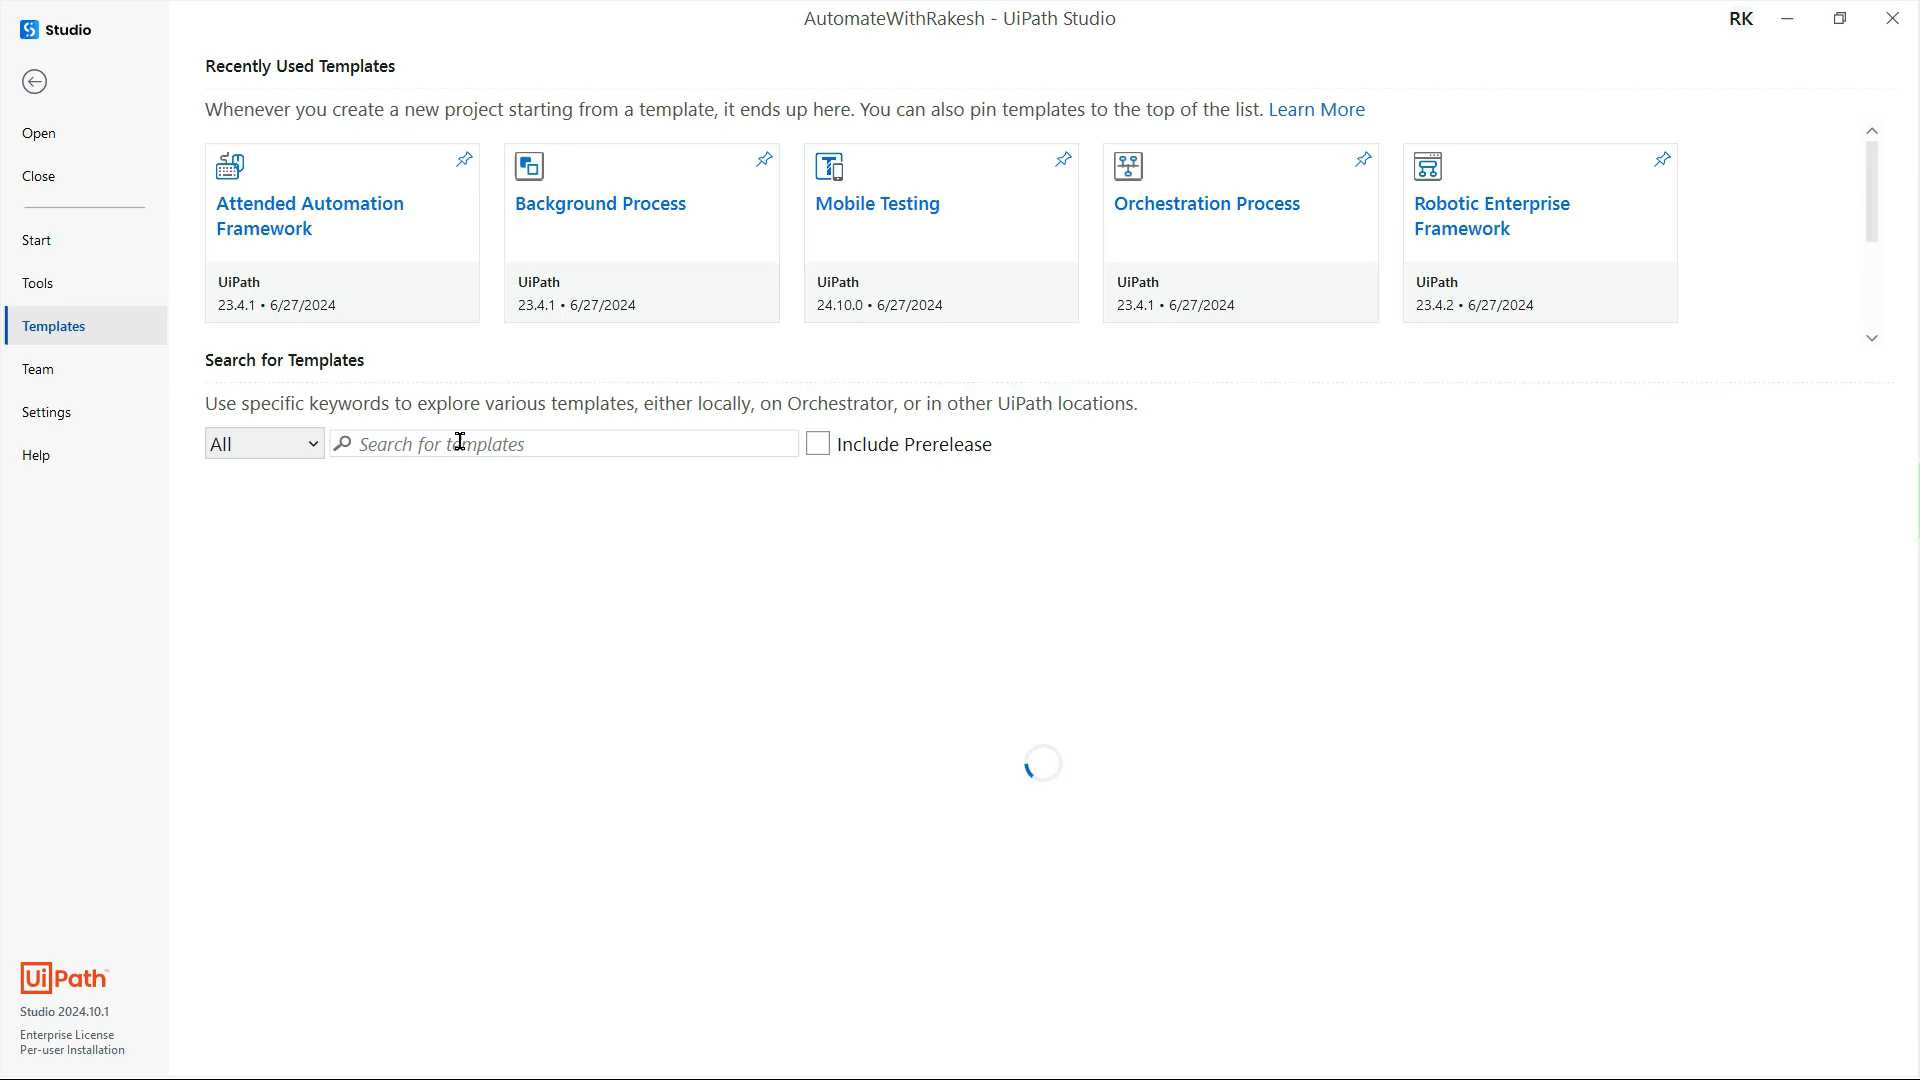 Studio
AutomateWithRakesh - UiPath Studio
RK
Open
Close
Start
Tools
Templates
Team
Settings
Help
Recently Used Templates
Whenever you create a new project starting from a template, it ends up here. You can also pin templates to the top of the list. Learn More
Attended Automation
Framework
UiPath
23.4.1 • 6/27/2024
Background Process
UiPath
23.4.1 • 6/27/2024
Mobile Testing
UiPath
24.10.0 • 6/27/2024
Orchestration Process
UiPath
23.4.1 • 6/27/2024
Robotic Enterprise
Framework
UiPath
23.4.2 • 6/27/2024
Search for Templates
Use specific keywords to explore various templates, either locally, on Orchestrator, or in other UiPath locations.
All
Search for templates
Include Prerelease
UiPath™
Studio 2024.10.1
Enterprise License
Per-user Installation